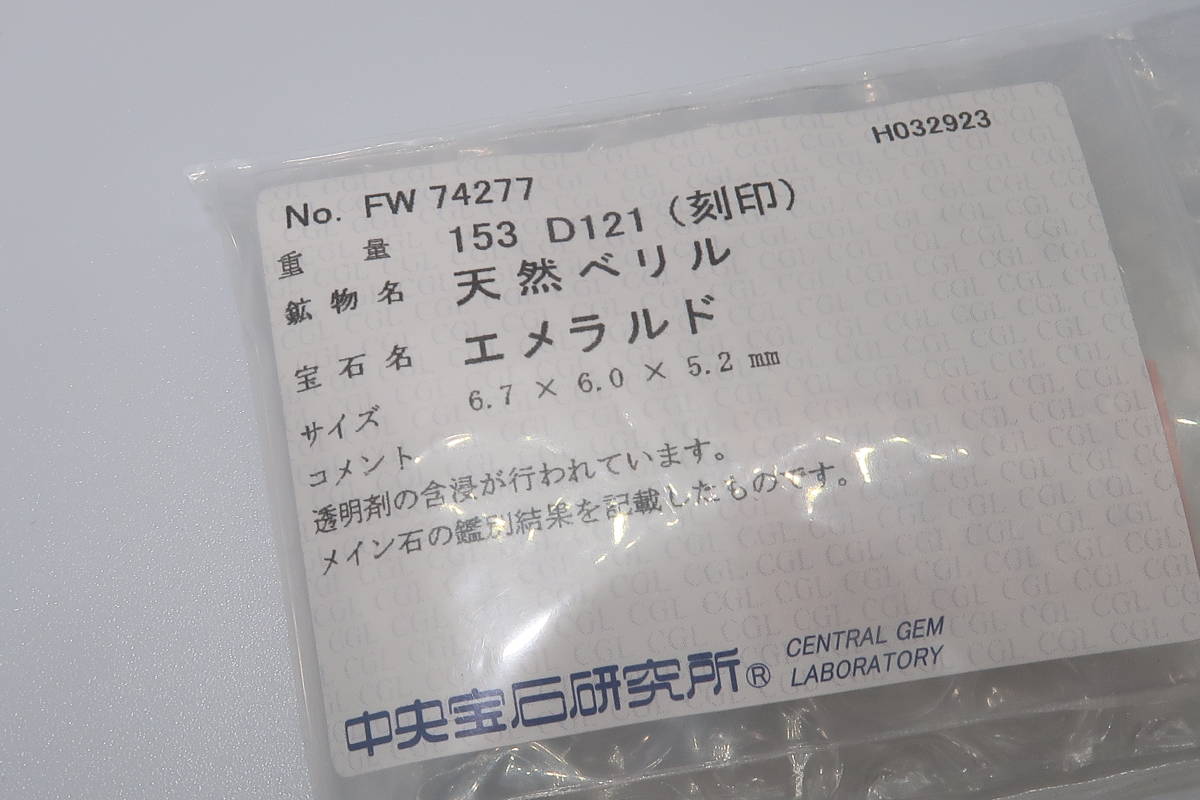 H032923
No. FW 74277
重量 153 D121 (刻印)
鉱物名 天然ベリル
宝石名 エメラルド
サイズ 6.7 × 6.0 × 5.2 mm
コメント
透明剤の含浸が行われています。
メイン石の鑑別結果を記載したものです。
中央宝石研究所® CENTRAL GEM
LABORATORY